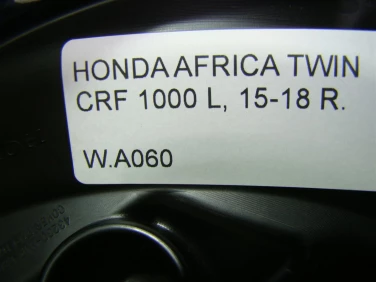 HONDA AFRICA TWIN
CRF 1000 L, 15-18 R.
W.A060